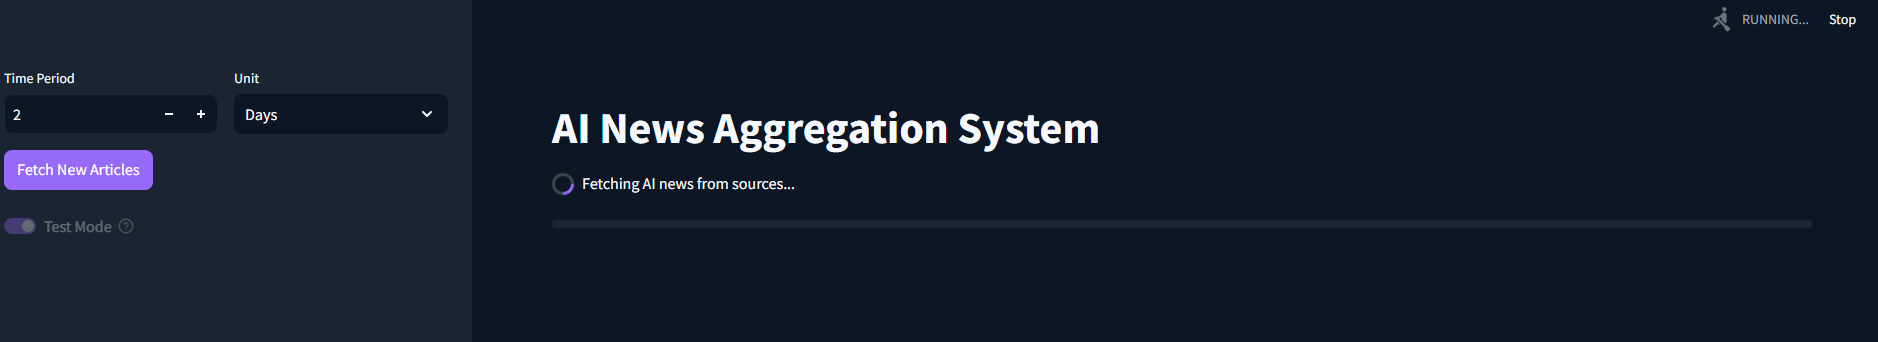 RUNNING... Stop
Time Period Unit
2 − + Days
Fetch New Articles
Test Mode ?
AI News Aggregation System
Fetching AI news from sources...